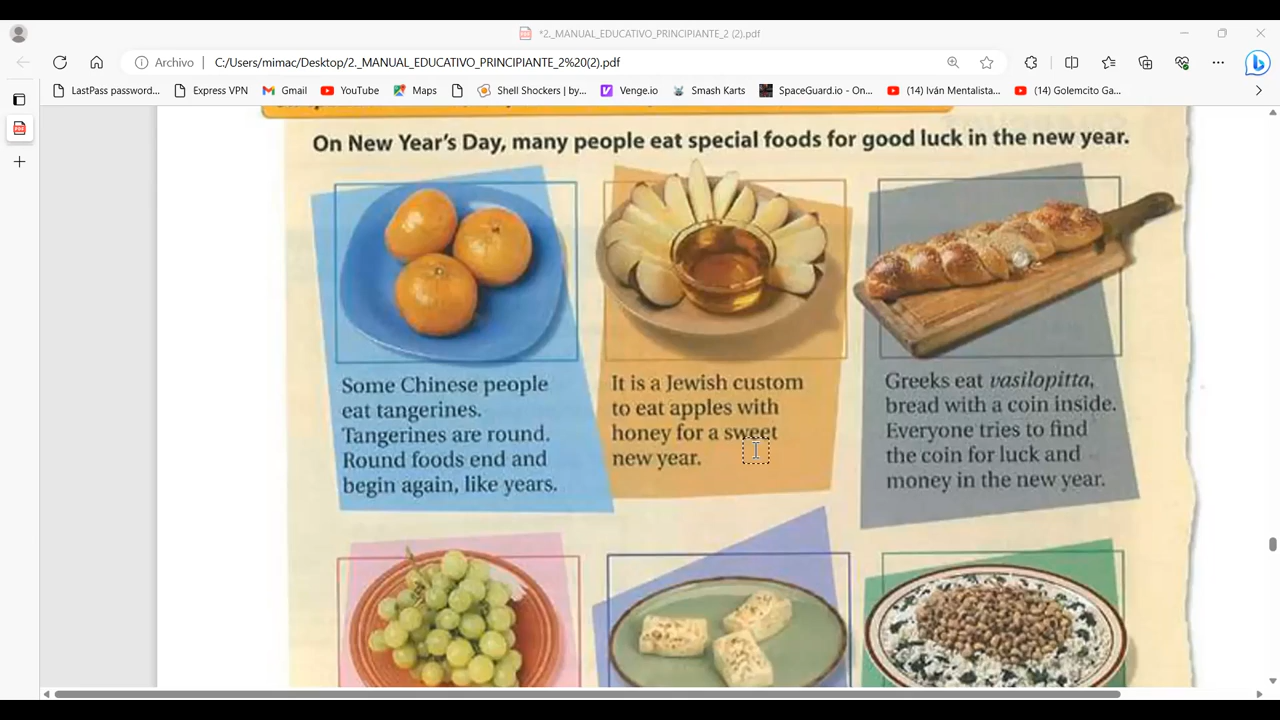 *2._MANUAL_EDUCATIVO_PRINCIPIANTE_2 (2).pdf
Archivo C:/Users/mimac/Desktop/2._MANUAL_EDUCATIVO_PRINCIPIANTE_2%20(2).pdf
LastPass password... Express VPN Gmail YouTube Maps Shell Shockers | by... Venge.io Smash Karts SpaceGuard.io - On... (14) Iván Mentalista... (14) Golemcito Ga...
On New Year's Day, many people eat special foods for good luck in the new year.
Some Chinese people
eat tangerines.
Tangerines are round.
Round foods end and
begin again, like years.
It is a Jewish custom
to eat apples with
honey for a sweet
new year.
Greeks eat vasilopitta,
bread with a coin inside.
Everyone tries to find
the coin for luck and
money in the new year.